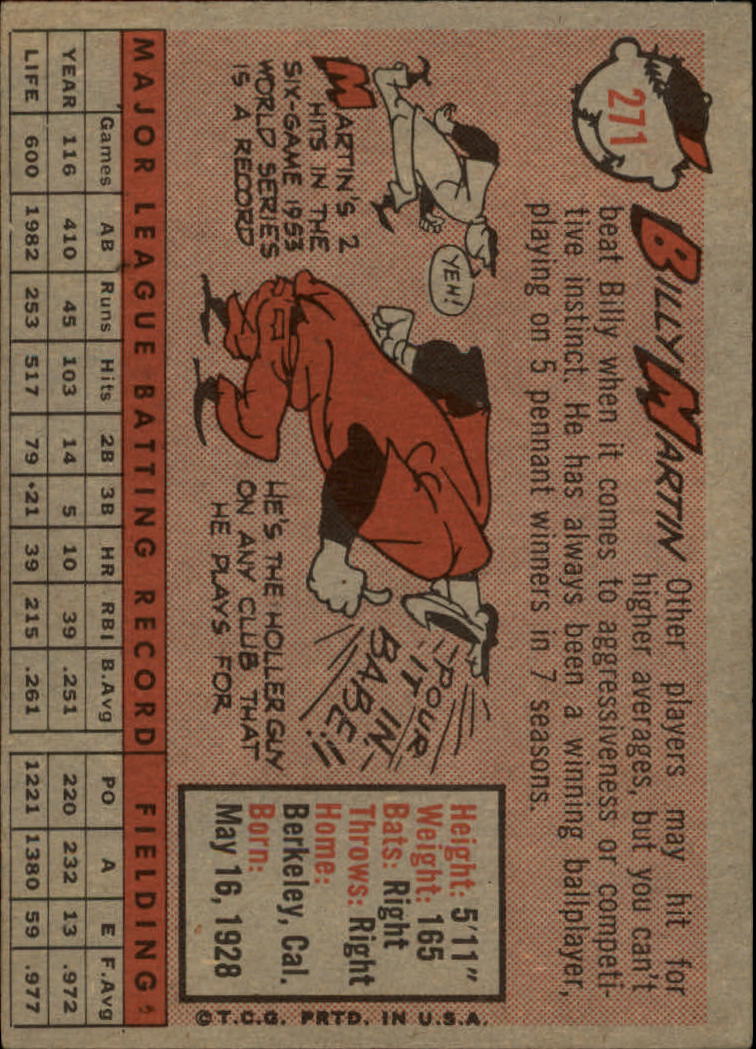 271
BILLY MARTIN Other players may hit for
higher averages, but you can't
beat Billy when it comes to aggressiveness or competi-
tive instinct. He has always been a winning ballplayer,
playing on 5 pennant winners in 7 seasons.
MARTIN'S 2
HITS IN THE
SIX-GAME 1953
WORLD SERIES
IS A RECORD
YEH!
POUR
IT IN
BABE!!
HE'S THE HOLLER GUY
ON ANY CLUB THAT
HE PLAYS FOR
Height: 5'11"
Weight: 165
Bats: Right
Throws: Right
Home:
Berkeley, Cal.
Born:
May 16, 1928
©T.C.G. PRTD. IN U.S.A.
MAJOR LEAGUE BATTING RECORD FIELDING
Games AB Runs Hits 2B 3B HR RBI B.Avg PO A E F.Avg
YEAR 116 410 45 103 14 5 10 39 .251 220 232 13 .972
LIFE 600 1982 253 517 79 21 39 215 .261 1221 1380 59 .977